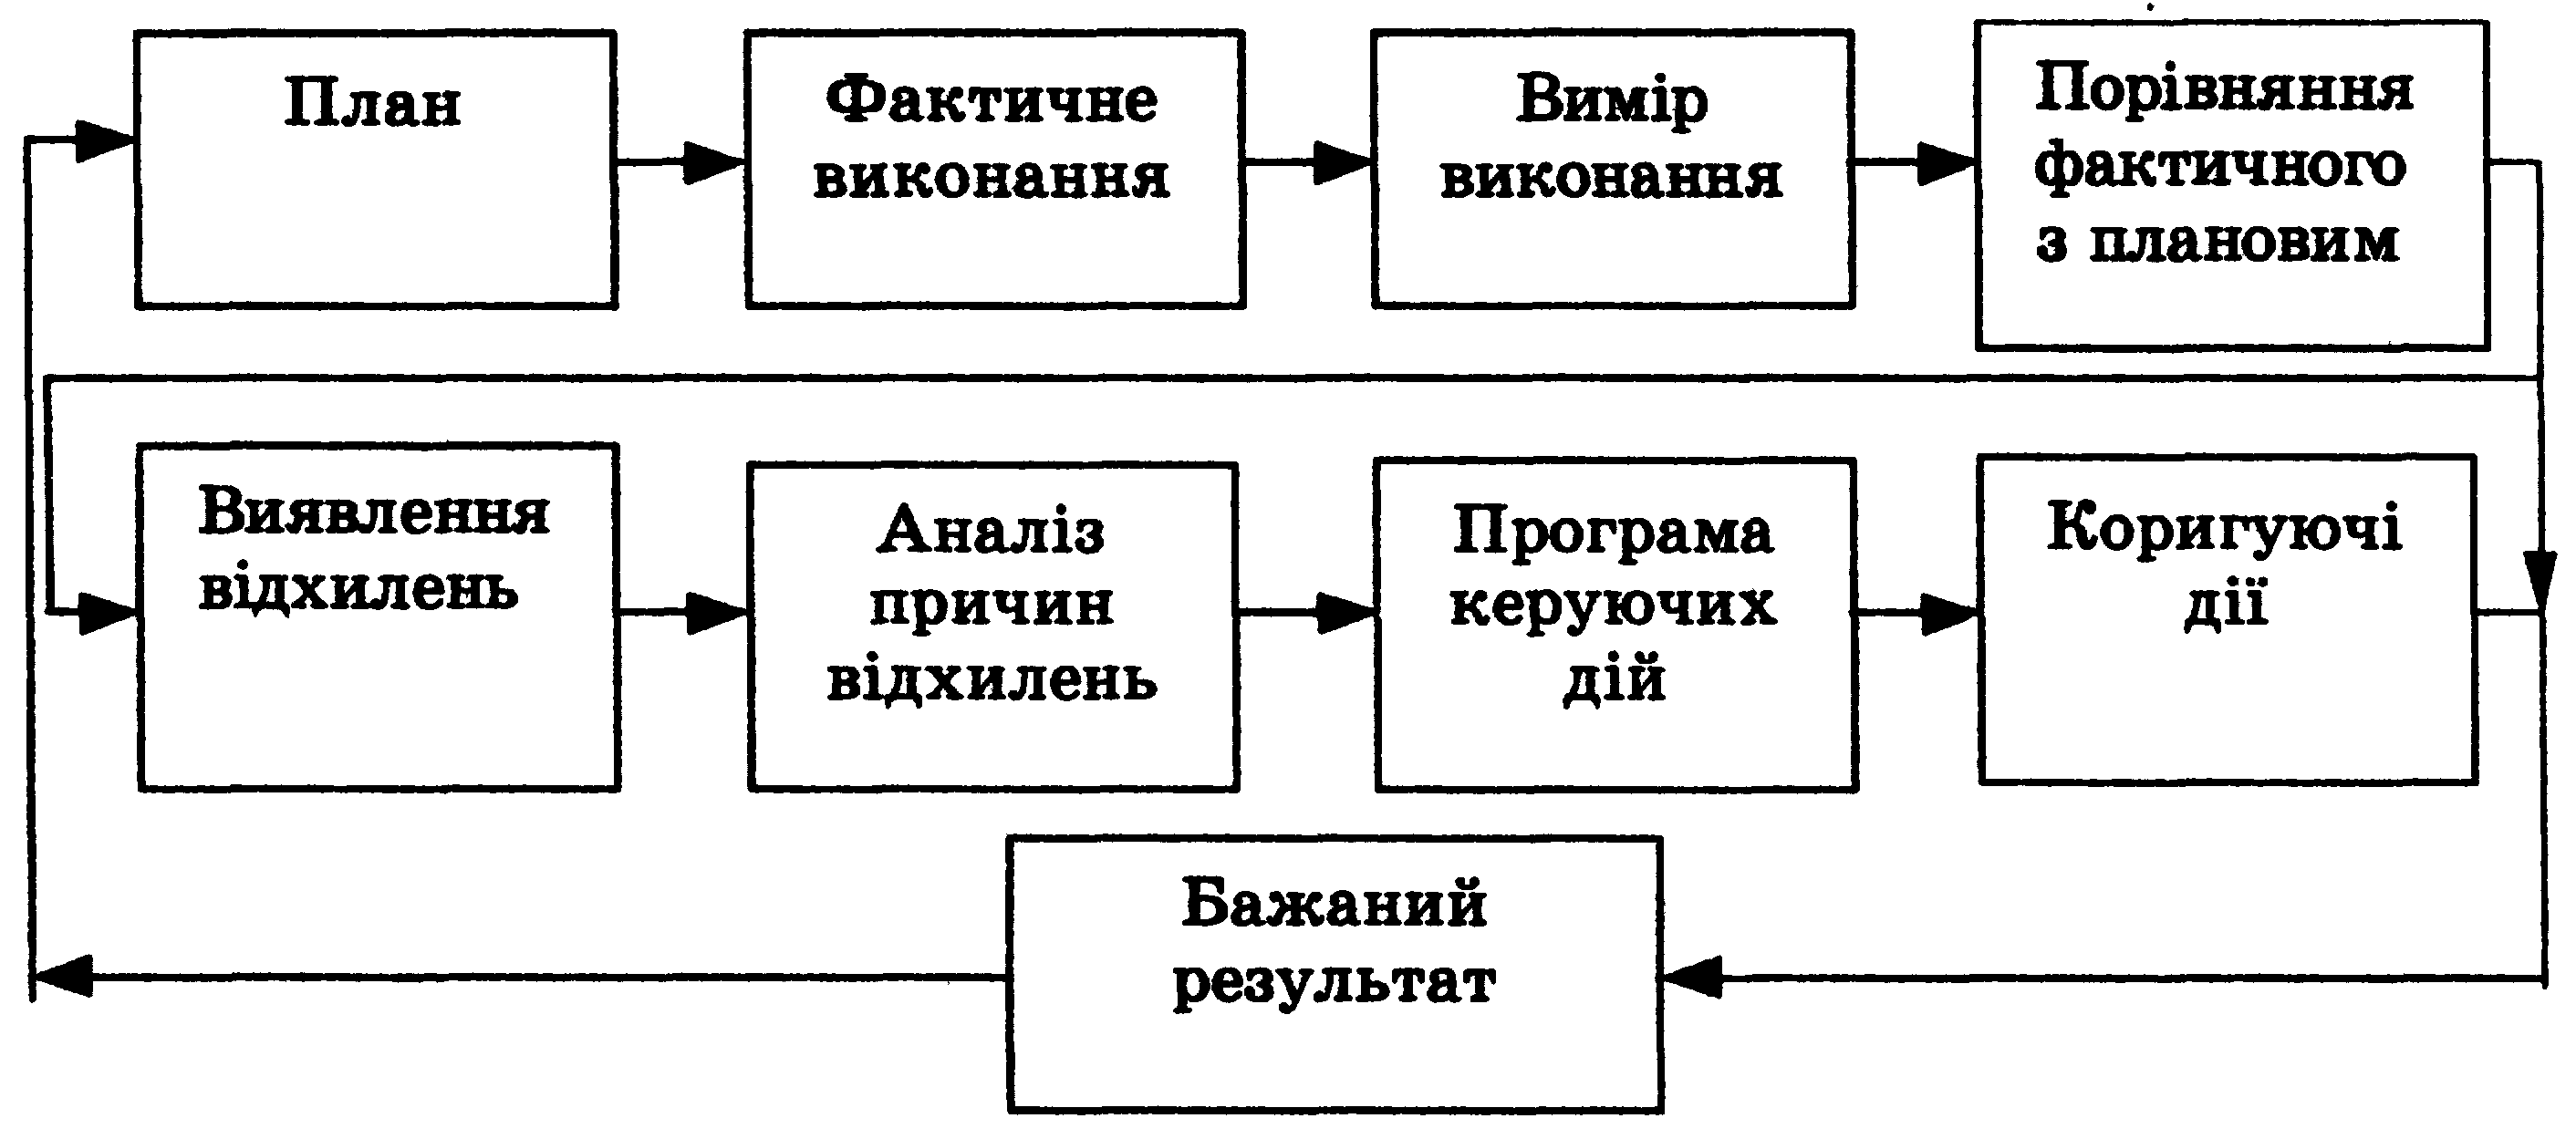 План
Фактичне
виконання
Вимір
виконання
Порівняння
фактичного
з плановим
Виявлення
відхилень
Аналіз
причин
відхилень
Програма
керуючих
дій
Коригуючі
дії
Бажаний
результат